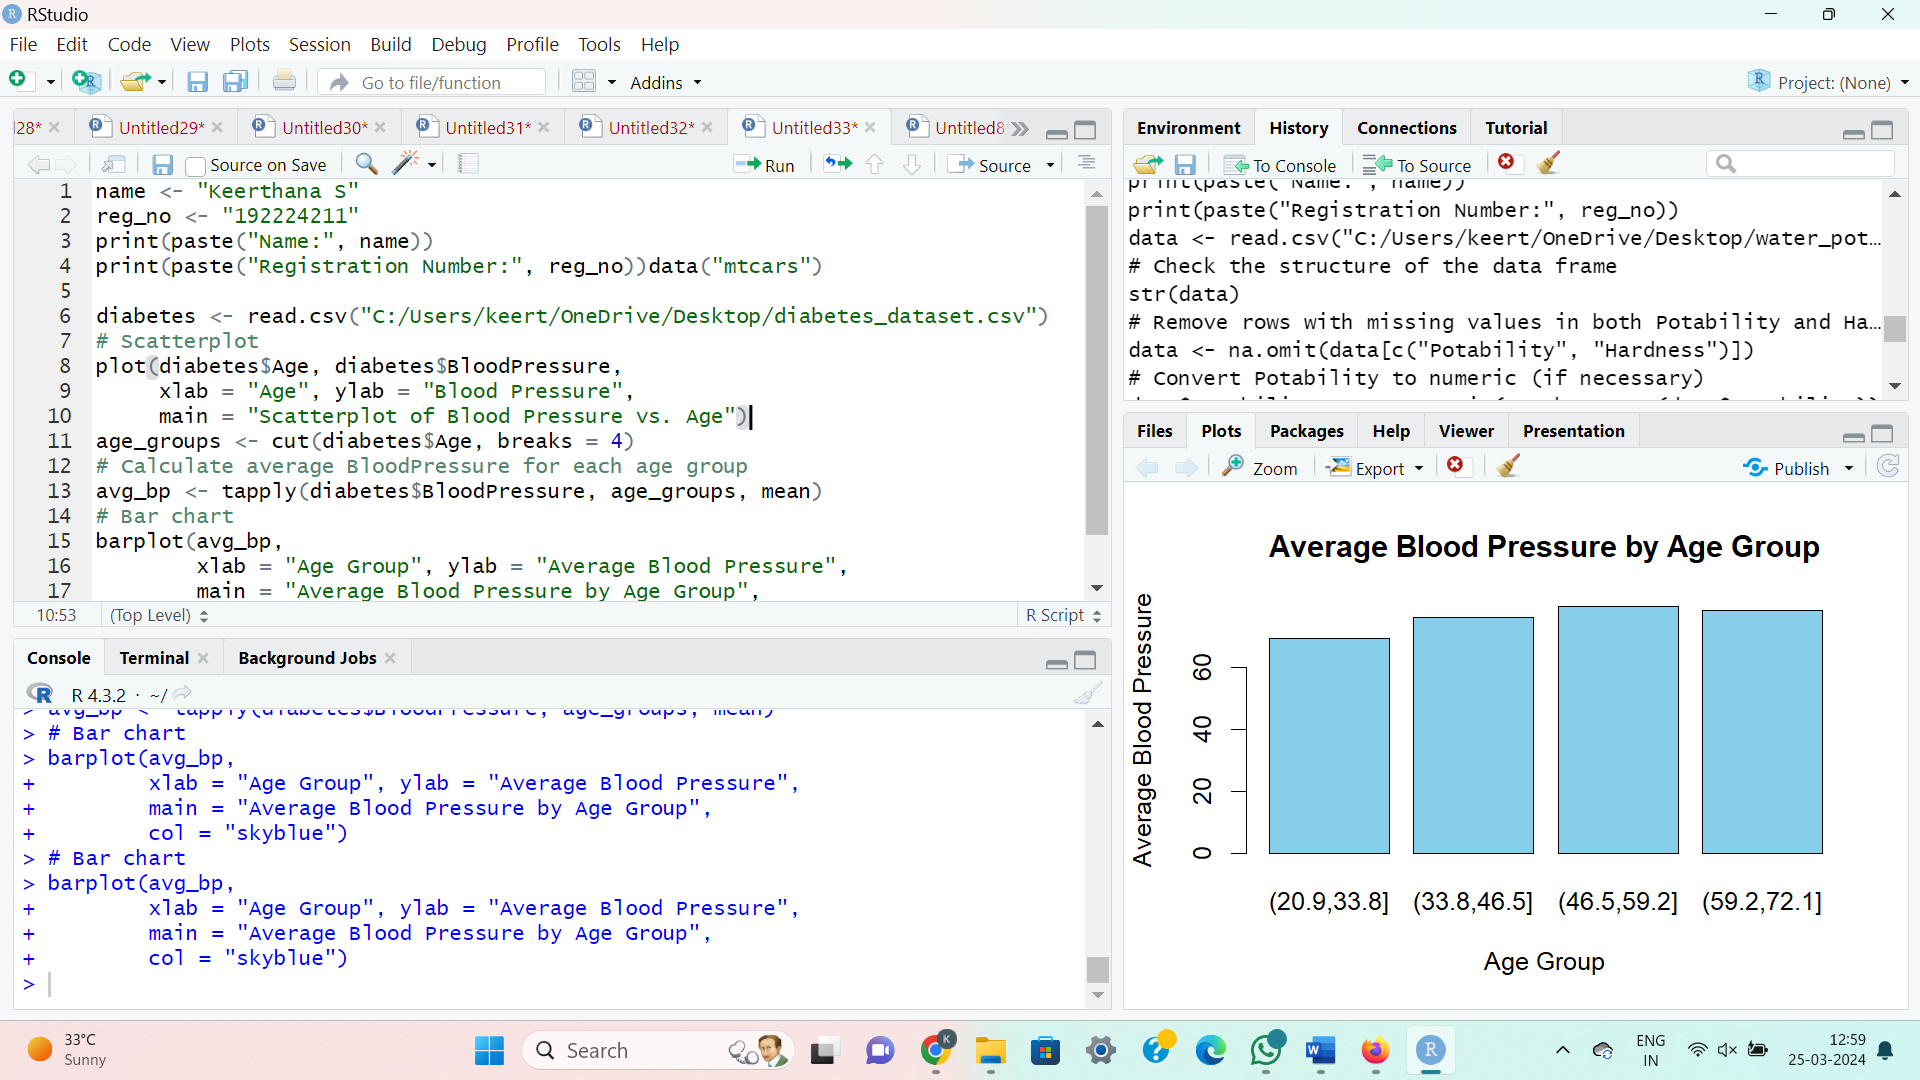 RStudio
File Edit Code View Plots Session Build Debug Profile Tools Help
Go to file/function Addins Project: (None)
28* Untitled29* Untitled30* Untitled31* Untitled32* Untitled33* Untitled8
Source on Save Run Source
1 name <- "Keerthana S"
2 reg_no <- "192224211"
3 print(paste("Name:", name))
4 print(paste("Registration Number:", reg_no))data("mtcars")
5
6 diabetes <- read.csv("C:/Users/keert/OneDrive/Desktop/diabetes_dataset.csv")
7 # Scatterplot
8 plot(diabetes$Age, diabetes$BloodPressure,
9 xlab = "Age", ylab = "Blood Pressure",
10 main = "Scatterplot of Blood Pressure vs. Age")
11 age_groups <- cut(diabetes$Age, breaks = 4)
12 # Calculate average BloodPressure for each age group
13 avg_bp <- tapply(diabetes$BloodPressure, age_groups, mean)
14 # Bar chart
15 barplot(avg_bp,
16 xlab = "Age Group", ylab = "Average Blood Pressure",
17 main = "Average Blood Pressure by Age Group",
10:53 (Top Level) R Script
Console Terminal Background Jobs
R 4.3.2 · ~/
> avg_bp <- tapply(diabetes$BloodPressure, age_groups, mean)
> # Bar chart
> barplot(avg_bp,
+ xlab = "Age Group", ylab = "Average Blood Pressure",
+ main = "Average Blood Pressure by Age Group",
+ col = "skyblue")
> # Bar chart
> barplot(avg_bp,
+ xlab = "Age Group", ylab = "Average Blood Pressure",
+ main = "Average Blood Pressure by Age Group",
+ col = "skyblue")
>
Environment History Connections Tutorial
To Console To Source
print(paste("Name:", name))
print(paste("Registration Number:", reg_no))
data <- read.csv("C:/Users/keert/OneDrive/Desktop/water_pot…
# Check the structure of the data frame
str(data)
# Remove rows with missing values in both Potability and Ha…
data <- na.omit(data[c("Potability", "Hardness")])
# Convert Potability to numeric (if necessary)
Files Plots Packages Help Viewer Presentation
Zoom Export Publish
Average Blood Pressure by Age Group
Average Blood Pressure
60
40
20
0
(20.9,33.8] (33.8,46.5] (46.5,59.2] (59.2,72.1]
Age Group
33°C
Sunny
Search
K
ENG
IN
12:59
25-03-2024